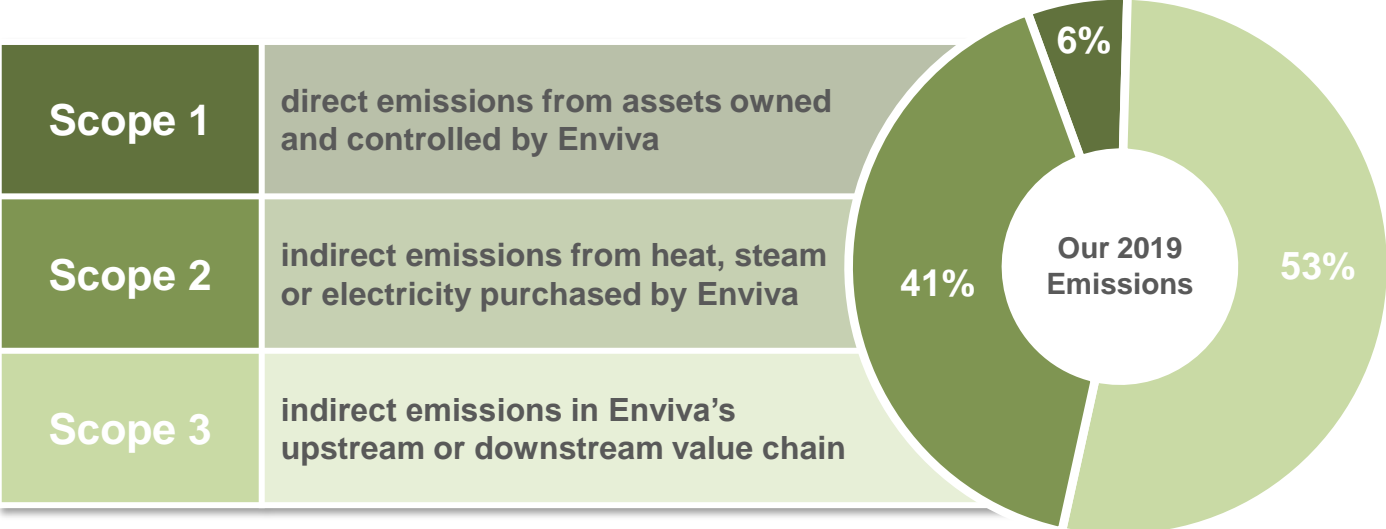 Scope 1
direct emissions from assets owned
and controlled by Enviva
Scope 2
indirect emissions from heat, steam
or electricity purchased by Enviva
Scope 3
indirect emissions in Enviva’s
upstream or downstream value chain
6%
41%
Our 2019
Emissions
53%